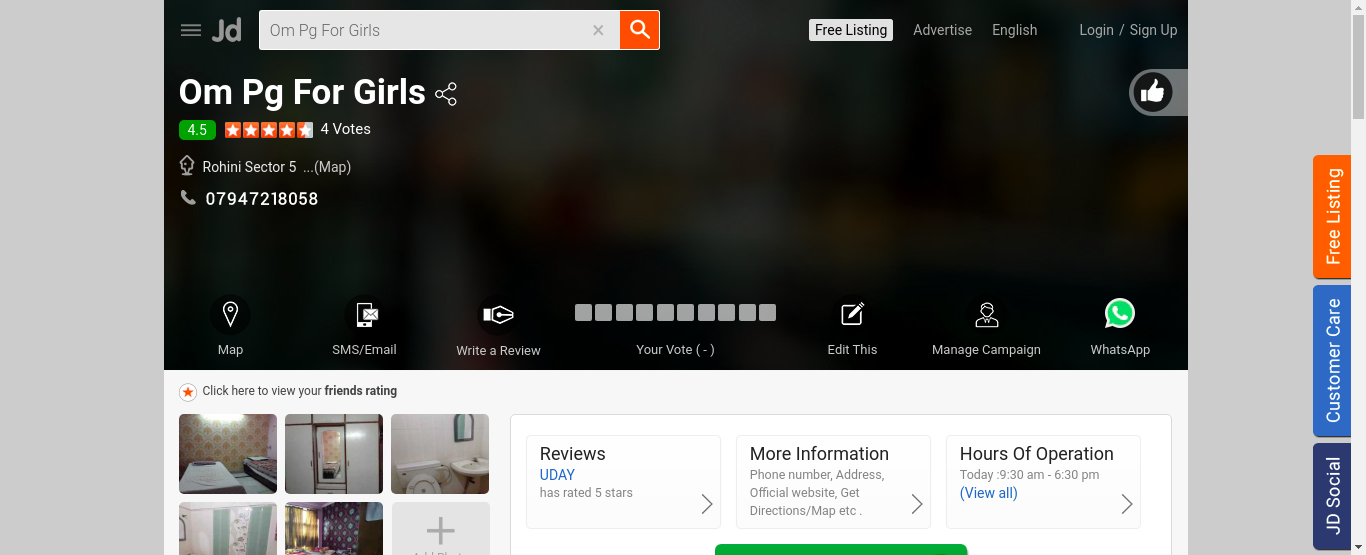 Jd
Om Pg For Girls
×
Free Listing
Advertise
English
Login / Sign Up
Om Pg For Girls
4.5
4 Votes
Rohini Sector 5 ...(Map)
07947218058
Map
SMS/Email
Write a Review
Your Vote ( - )
Edit This
Manage Campaign
WhatsApp
Click here to view your friends rating
Reviews
UDAY
has rated 5 stars
More Information
Phone number, Address,
Official website, Get
Directions/Map etc .
Hours Of Operation
Today :9:30 am - 6:30 pm
(View all)
Free Listing
Customer Care
JD Social